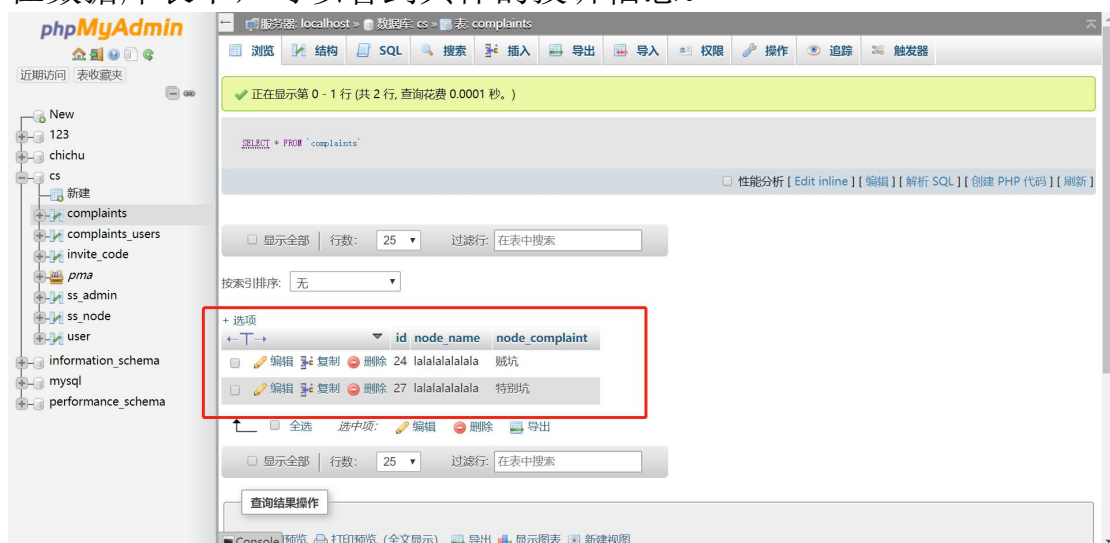 phpMyAdmin
近期访问 表收藏夹
New
123
chichu
cs
新建
complaints
complaints_users
invite_code
pma
ss_admin
ss_node
user
information_schema
mysql
performance_schema
服务器: localhost » 数据库: cs » 表: complaints
浏览 结构 SQL 搜索 插入 导出 导入 权限 操作 追踪 触发器
正在显示第 0 - 1 行 (共 2 行, 查询花费 0.0001 秒。)
SELECT * FROM `complaints`
性能分析 [ Edit inline ] [ 编辑 ] [ 解析 SQL ] [ 创建 PHP 代码 ] [ 刷新 ]
显示全部 行数: 25 过滤行: 在表中搜索
按索引排序: 无
+ 选项
←T→ id node_name node_complaint
编辑 复制 删除 24 lalalalalalala 贼坑
编辑 复制 删除 27 lalalalalalala 特别坑
全选 选中项: 编辑 删除 导出
显示全部 行数: 25 过滤行: 在表中搜索
查询结果操作
Console 预览 打印预览 (全文显示) 导出 显示图表 新建视图